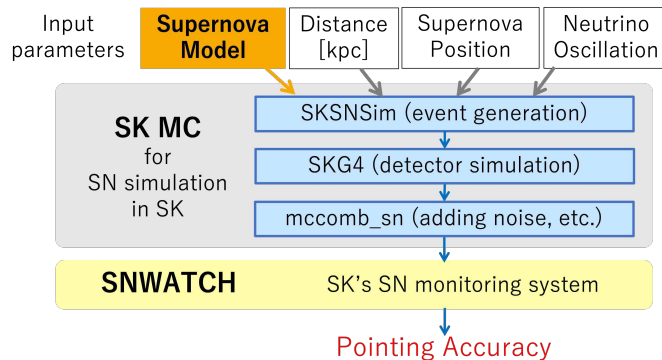 Input
parameters
Supernova
Model
Distance
[kpc]
Supernova
Position
Neutrino
Oscillation
SK MC
for
SN simulation
in SK
SKSNSim (event generation)
SKG4 (detector simulation)
mccomb_sn (adding noise, etc.)
SNWATCH
SK's SN monitoring system
Pointing Accuracy